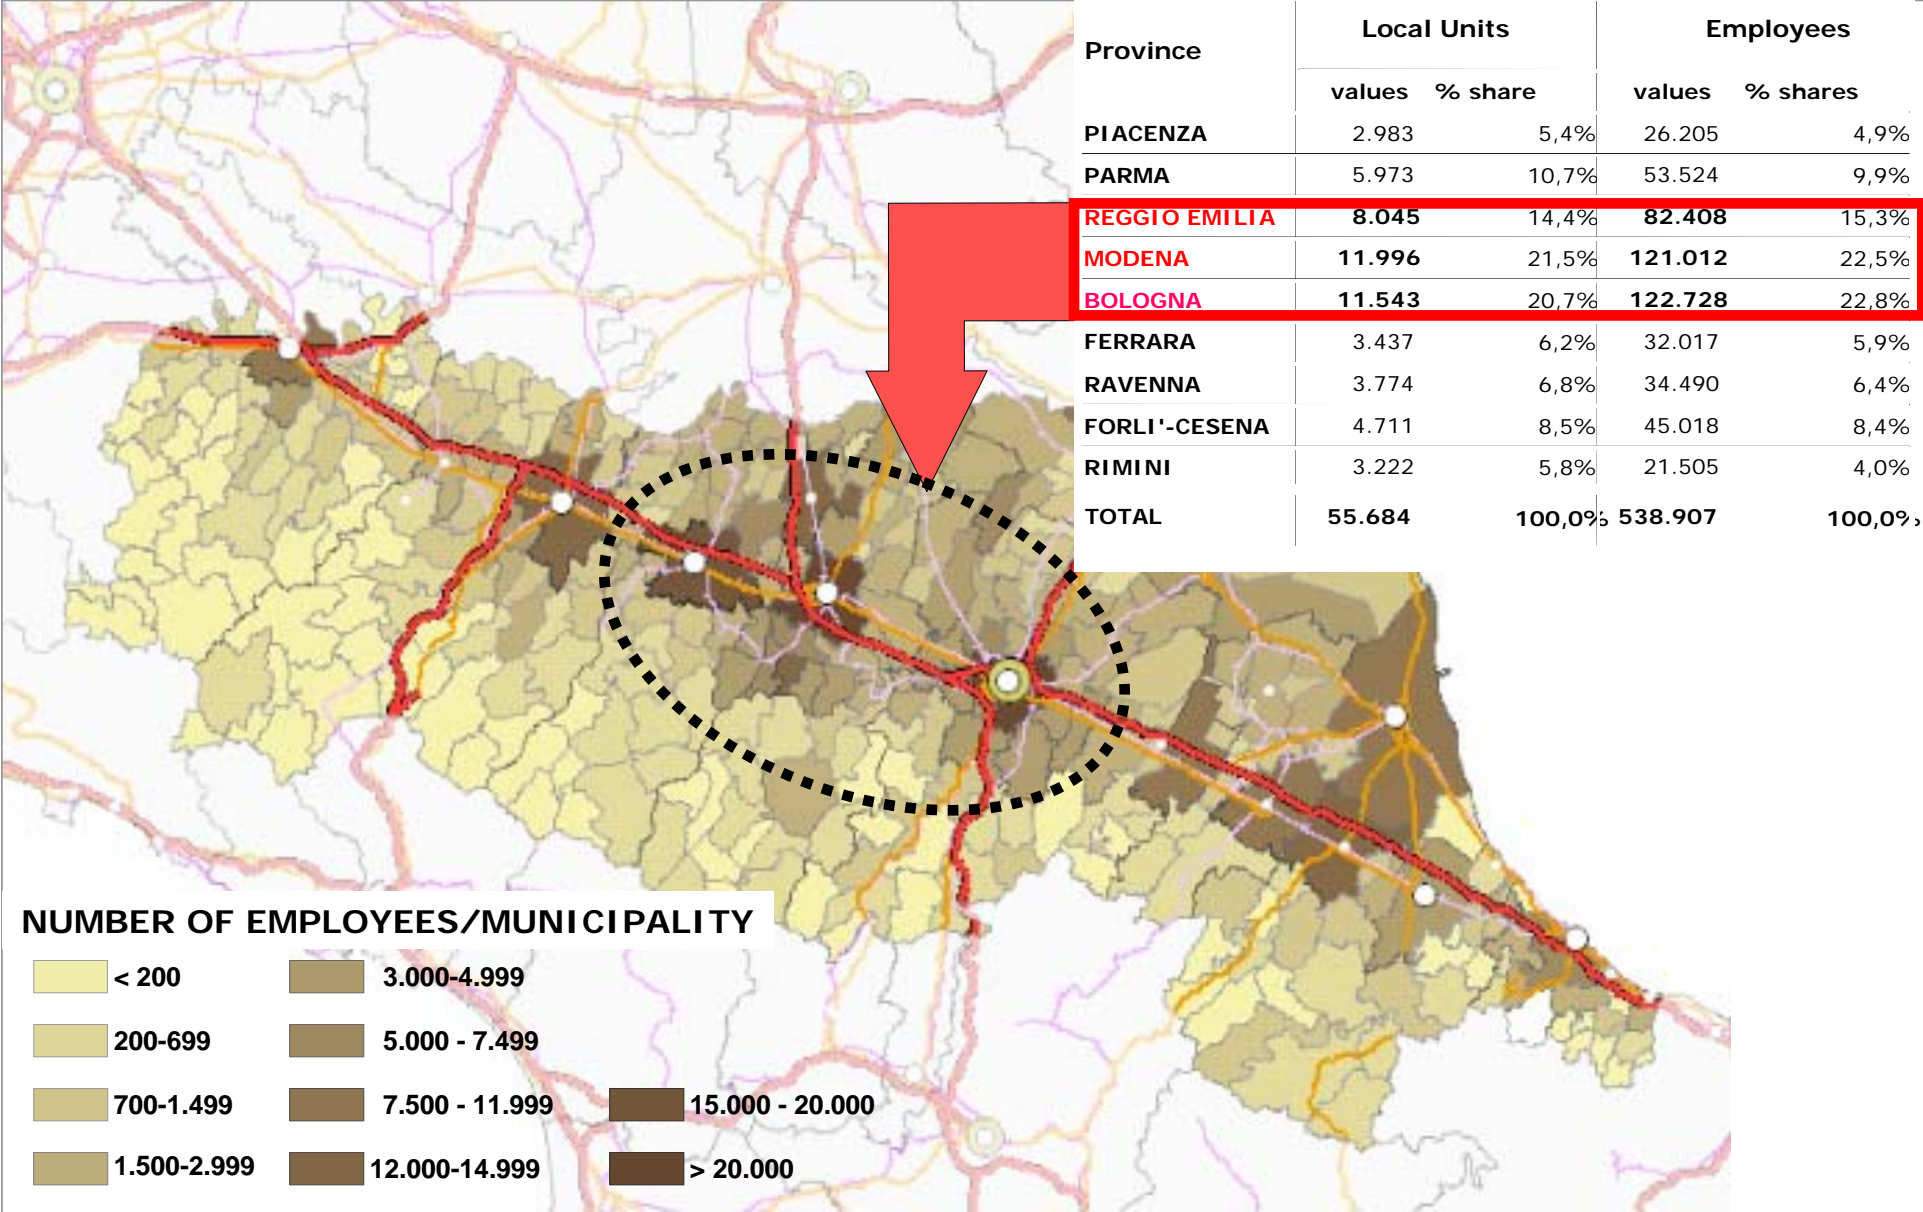 Province Local Units Employees
values % share values % shares
PIACENZA 2.983 5,4% 26.205 4,9%
PARMA 5.973 10,7% 53.524 9,9%
REGGIO EMILIA 8.045 14,4% 82.408 15,3%
MODENA 11.996 21,5% 121.012 22,5%
BOLOGNA 11.543 20,7% 122.728 22,8%
FERRARA 3.437 6,2% 32.017 5,9%
RAVENNA 3.774 6,8% 34.490 6,4%
FORLI'-CESENA 4.711 8,5% 45.018 8,4%
RIMINI 3.222 5,8% 21.505 4,0%
TOTAL 55.684 100,0% 538.907 100,0%
NUMBER OF EMPLOYEES/MUNICIPALITY
< 200 3.000-4.999
200-699 5.000 - 7.499
700-1.499 7.500 - 11.999 15.000 - 20.000
1.500-2.999 12.000-14.999 > 20.000